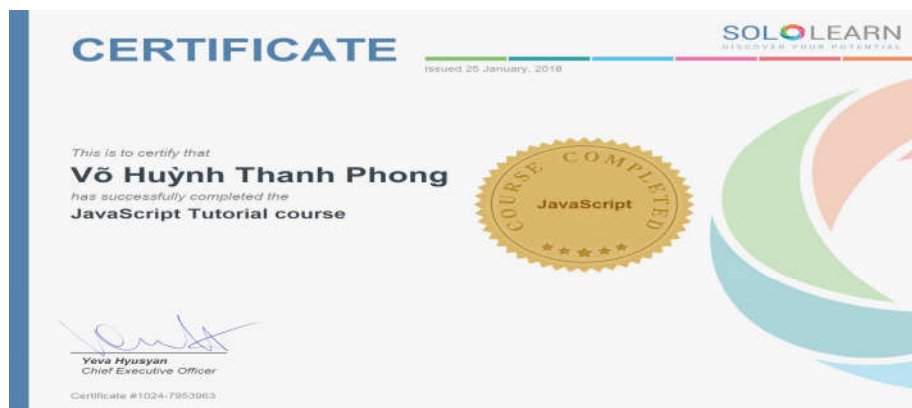 CERTIFICATE
SOLOLEARN
DISCOVER YOUR POTENTIAL
Issued 25 January, 2018
This is to certify that
Võ Huỳnh Thanh Phong
has successfully completed the
JavaScript Tutorial course
COURSE COMPLETED
JavaScript
Yeva Hyusyan
Chief Executive Officer
Certificate #1024-7953963